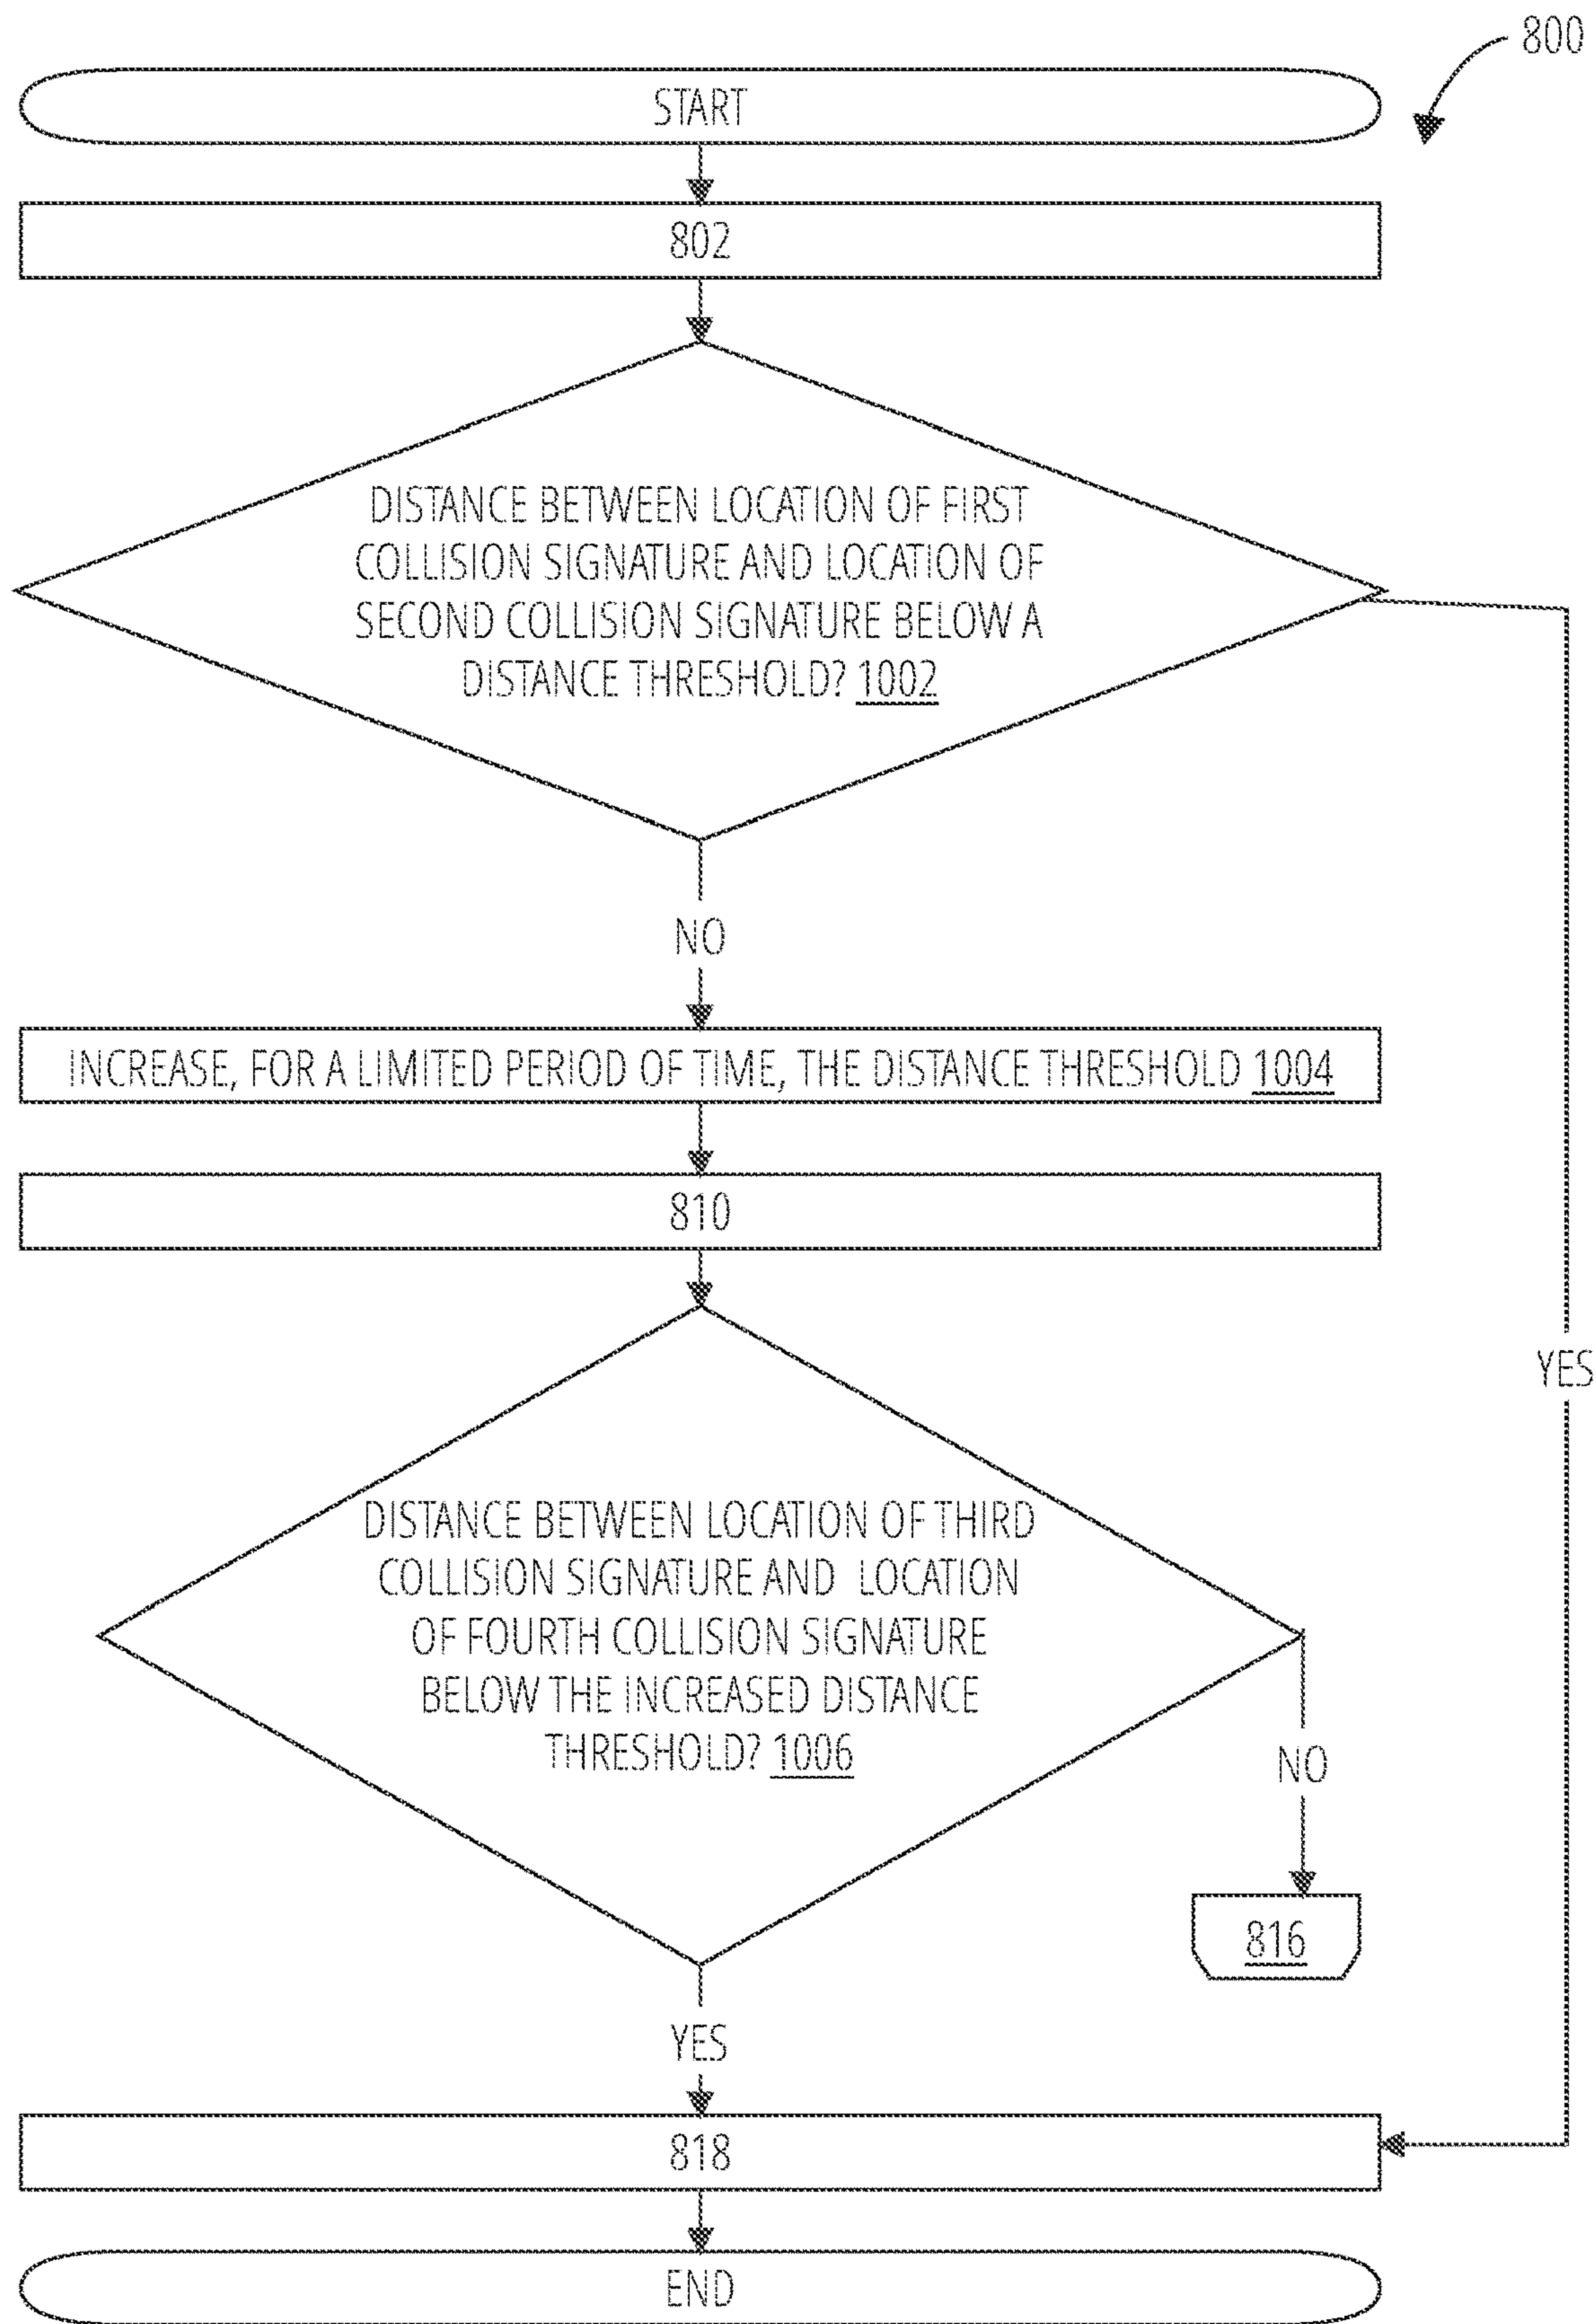 800
START
802
DISTANCE BETWEEN LOCATION OF FIRST
COLLISION SIGNATURE AND LOCATION OF
SECOND COLLISION SIGNATURE BELOW A
DISTANCE THRESHOLD? 1002
NO
INCREASE, FOR A LIMITED PERIOD OF TIME, THE DISTANCE THRESHOLD 1004
810
YES
DISTANCE BETWEEN LOCATION OF THIRD
COLLISION SIGNATURE AND LOCATION
OF FOURTH COLLISION SIGNATURE
BELOW THE INCREASED DISTANCE
THRESHOLD? 1006
NO
816
YES
818
END